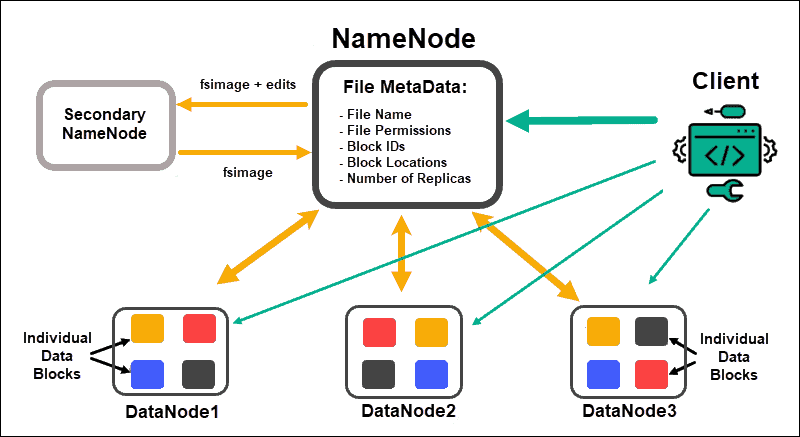 NameNode
Client
Secondary
NameNode
fsimage + edits
fsimage
File MetaData:
- File Name
- File Permissions
- Block IDs
- Block Locations
- Number of Replicas
</>
Individual
Data
Blocks
Individual
Data
Blocks
DataNode1
DataNode2
DataNode3